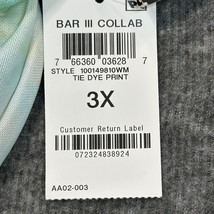 BAR III COLLAB
7 66360 03628 7
STYLE 100149810WM
TIE DYE PRINT
3X
Customer Return Label
072324838924
AA02-003